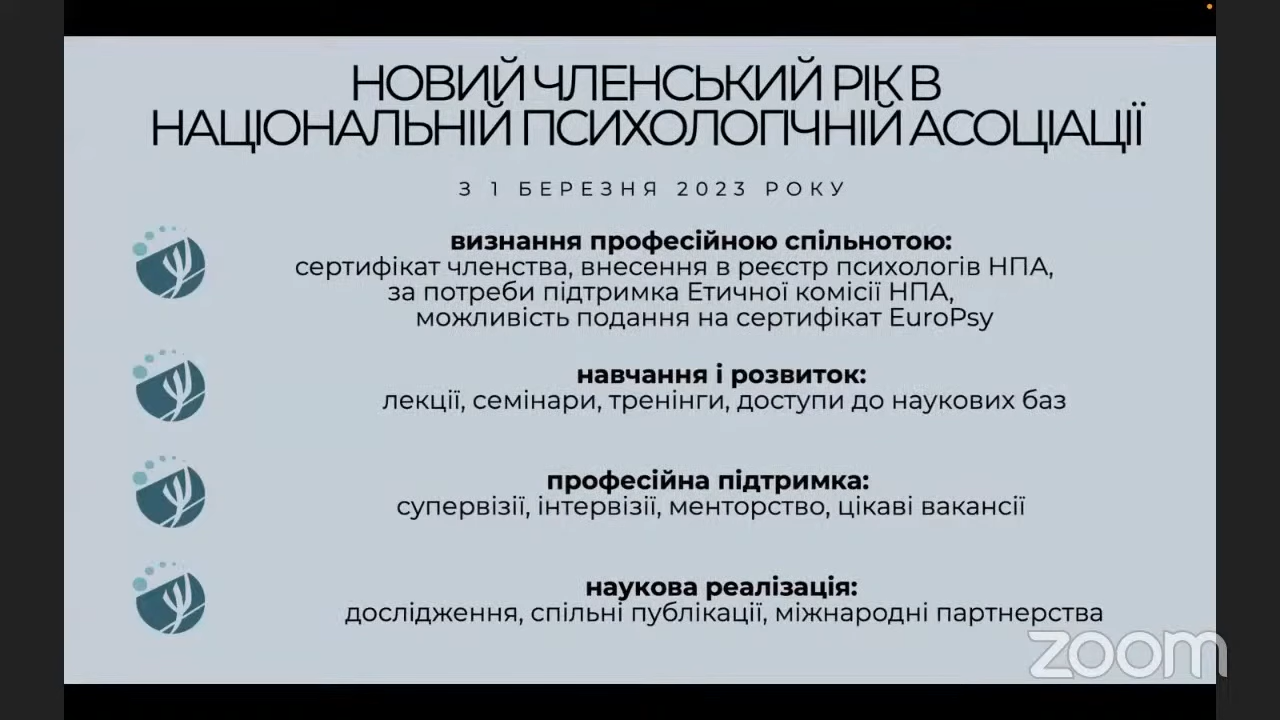 НОВИЙ ЧЛЕНСЬКИЙ РІК В
НАЦІОНАЛЬНІЙ ПСИХОЛОГІЧНІЙ АСОЦІАЦІЇ
З 1 БЕРЕЗНЯ 2023 РОКУ
визнання професійною спільнотою:
сертифікат членства, внесення в реєстр психологів НПА,
за потреби підтримка Етичної комісії НПА,
можливість подання на сертифікат EuroPsy
навчання і розвиток:
лекції, семінари, тренінги, доступи до наукових баз
професійна підтримка:
супервізії, інтервізії, менторство, цікаві вакансії
наукова реалізація:
дослідження, спільні публікації, міжнародні партнерства
zoom